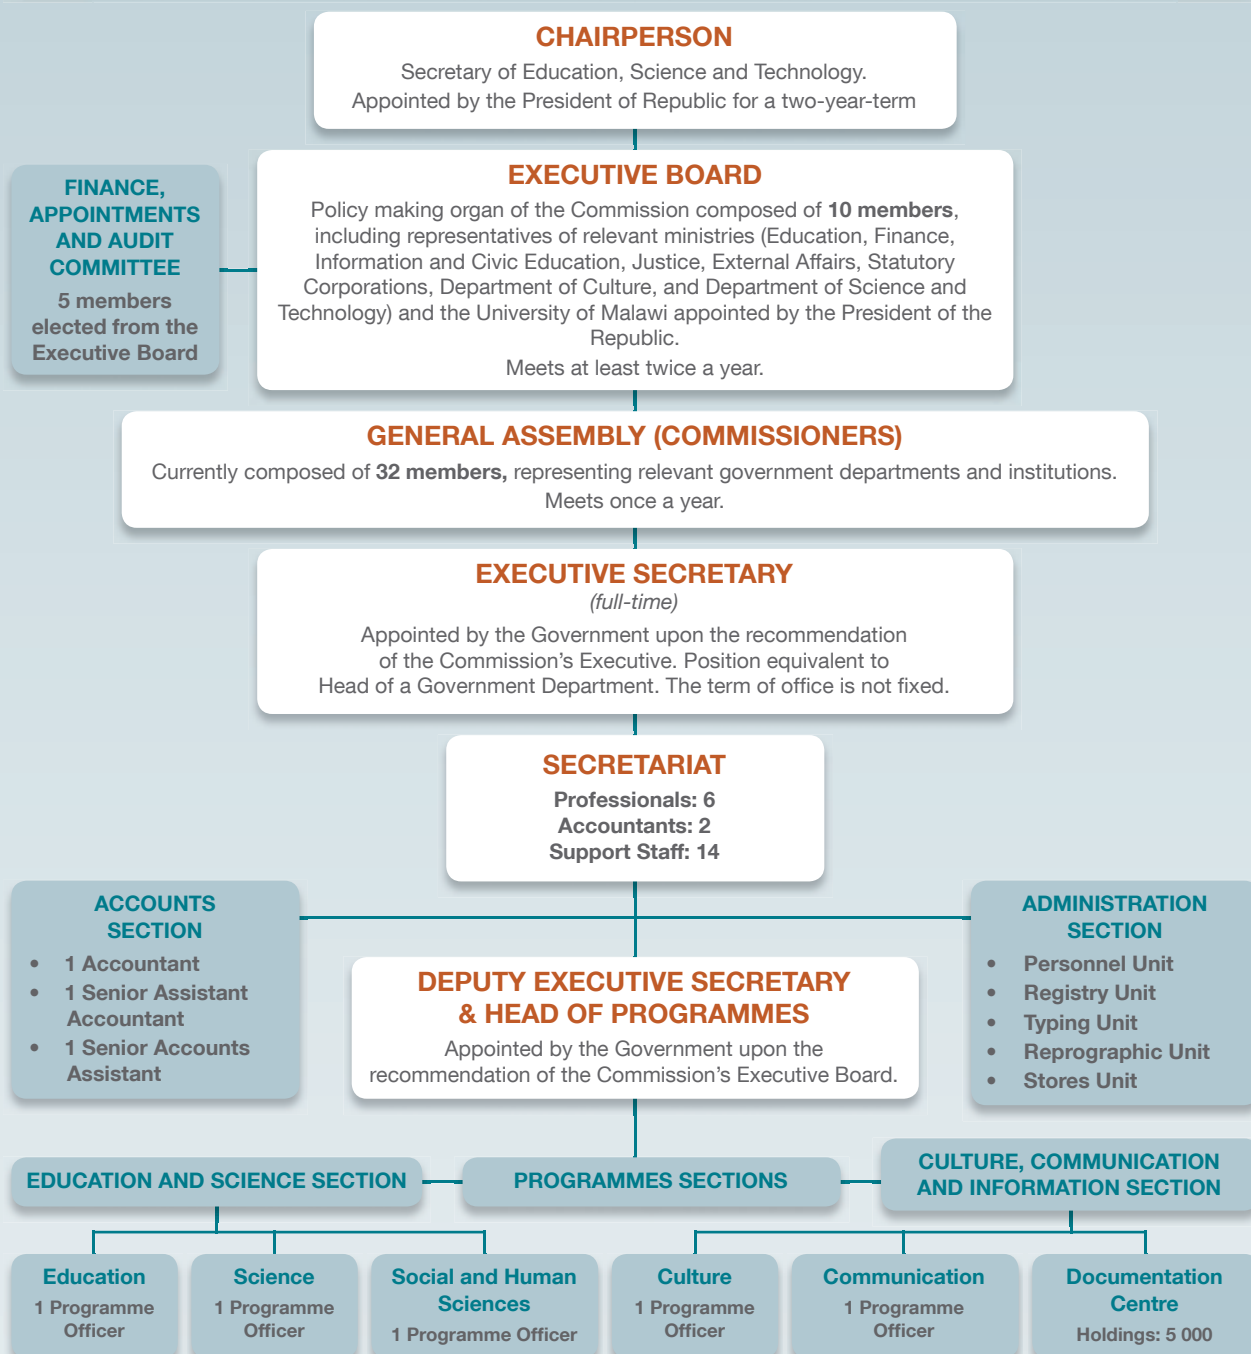 CHAIRPERSON
Secretary of Education, Science and Technology.
Appointed by the President of Republic for a two-year-term
FINANCE,
APPOINTMENTS
AND AUDIT
COMMITTEE
5 members
elected from the
Executive Board
EXECUTIVE BOARD
Policy making organ of the Commission composed of 10 members,
including representatives of relevant ministries (Education, Finance,
Information and Civic Education, Justice, External Affairs, Statutory
Corporations, Department of Culture, and Department of Science and
Technology) and the University of Malawi appointed by the President of the
Republic.
Meets at least twice a year.
GENERAL ASSEMBLY (COMMISSIONERS)
Currently composed of 32 members, representing relevant government departments and institutions.
Meets once a year.
EXECUTIVE SECRETARY
(full-time)
Appointed by the Government upon the recommendation
of the Commission's Executive. Position equivalent to
Head of a Government Department. The term of office is not fixed.
SECRETARIAT
Professionals: 6
Accountants: 2
Support Staff: 14
ACCOUNTS
SECTION
• 1 Accountant
• 1 Senior Assistant
Accountant
• 1 Senior Accounts
Assistant
DEPUTY EXECUTIVE SECRETARY
& HEAD OF PROGRAMMES
Appointed by the Government upon the
recommendation of the Commission's Executive Board.
ADMINISTRATION
SECTION
• Personnel Unit
• Registry Unit
• Typing Unit
• Reprographic Unit
• Stores Unit
EDUCATION AND SCIENCE SECTION
PROGRAMMES SECTIONS
CULTURE, COMMUNICATION
AND INFORMATION SECTION
Education
1 Programme
Officer
Science
1 Programme
Officer
Social and Human
Sciences
1 Programme Officer
Culture
1 Programme
Officer
Communication
1 Programme
Officer
Documentation
Centre
Holdings: 5 000